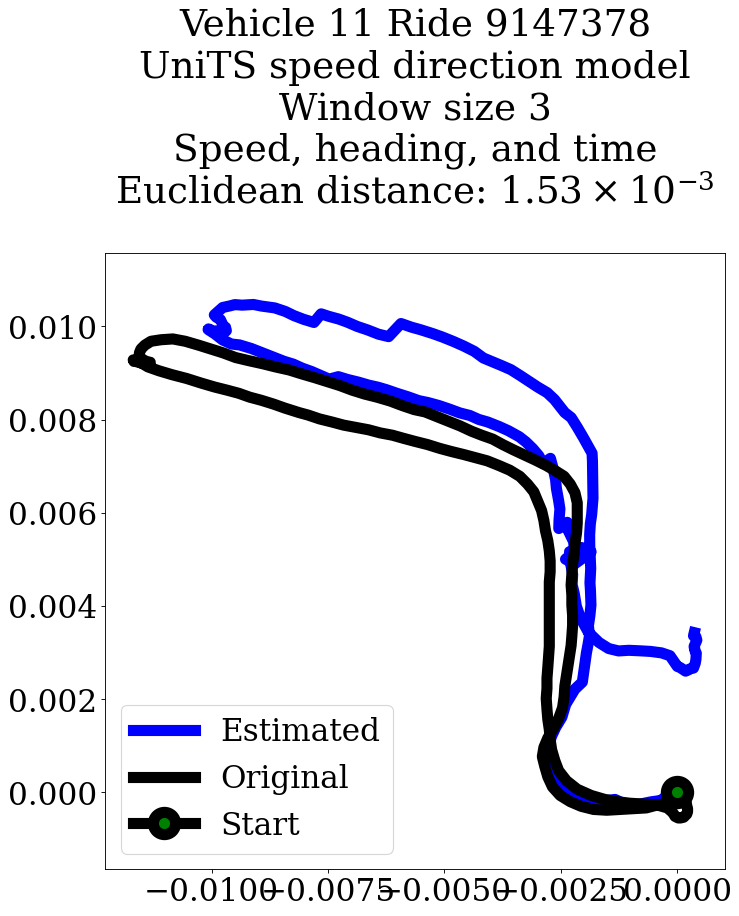 Vehicle 11 Ride 9147378
UniTS speed direction model
Window size 3
Speed, heading, and time
Euclidean distance: 1.53 × 10⁻³
0.010
0.008
0.006
0.004
0.002
0.000
Estimated
Original
Start
−0.0100 −0.0075 −0.0050 −0.0025 0.0000